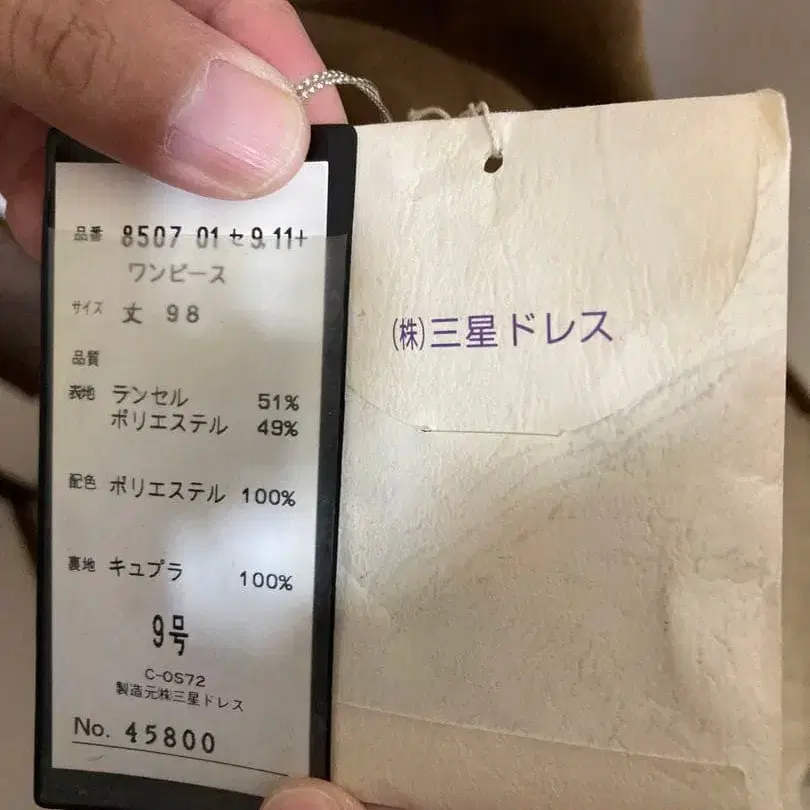 品番 8507 01セ9.11+
ワンピース
サイズ 丈 98
品質
表地 ランセル 51%
ポリエステル 49%
配色 ポリエステル 100%
裏地 キュプラ 100%
9号
C-OS72
製造元㈱三星ドレス
No. 45800
(株)三星ドレス